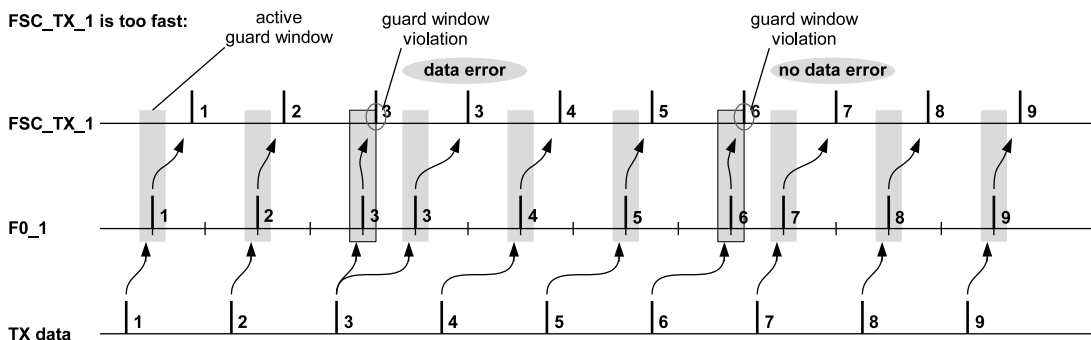 FSC_TX_1 is too fast:
active
guard window
guard window
violation
guard window
violation
data error
no data error
1 2 3 3 4 5 6 7 8 9
FSC_TX_1
1 2 3 3 4 5 6 7 8 9
F0_1
1 2 3 4 5 6 7 8 9
TX data